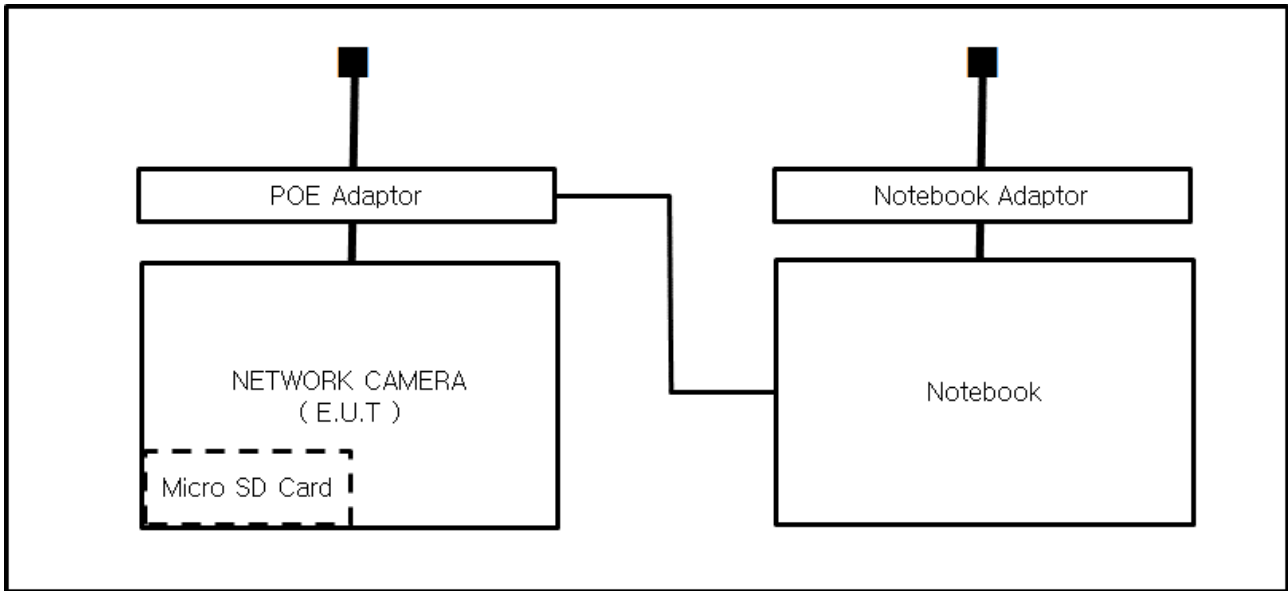 POE Adaptor
Notebook Adaptor
NETWORK CAMERA
( E.U.T )
Notebook
Micro SD Card